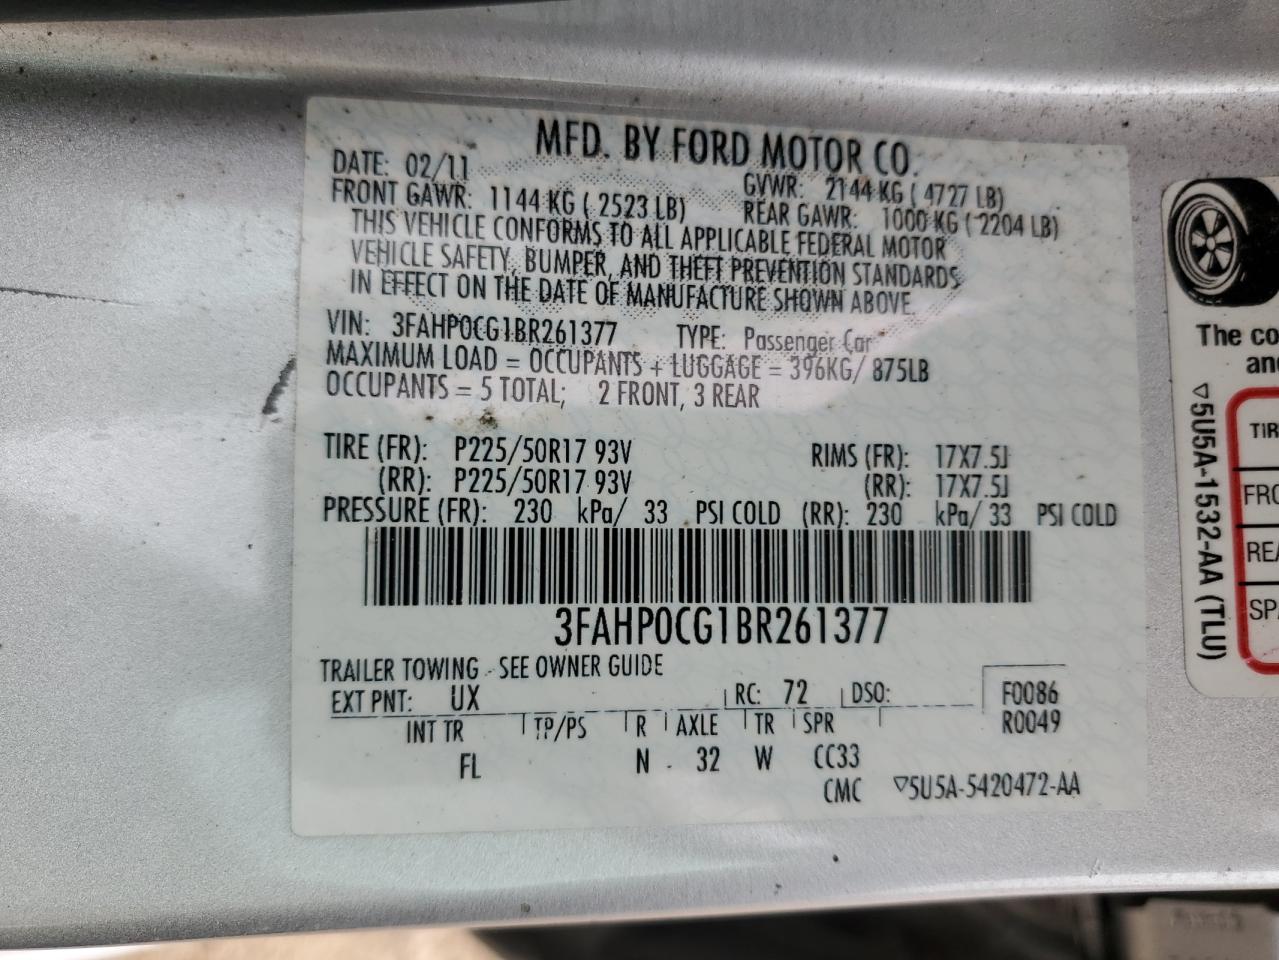 MFD. BY FORD MOTOR CO.
DATE: 02/11 GVWR: 2144 KG ( 4727 LB)
FRONT GAWR: 1144 KG ( 2523 LB) REAR GAWR: 1000 KG ( 2204 LB)
THIS VEHICLE CONFORMS TO ALL APPLICABLE FEDERAL MOTOR
VEHICLE SAFETY, BUMPER, AND THEFT PREVENTION STANDARDS
IN EFFECT ON THE DATE OF MANUFACTURE SHOWN ABOVE.
VIN: 3FAHP0CG1BR261377 TYPE: Passenger Car
MAXIMUM LOAD = OCCUPANTS + LUGGAGE = 396KG/ 875LB
OCCUPANTS = 5 TOTAL; 2 FRONT, 3 REAR
TIRE (FR): P225/50R17 93V RIMS (FR): 17X7.5J
(RR): P225/50R17 93V (RR): 17X7.5J
PRESSURE (FR): 230 kPa/ 33 PSI COLD (RR): 230 kPa/ 33 PSI COLD
3FAHP0CG1BR261377
TRAILER TOWING - SEE OWNER GUIDE
EXT PNT: UX RC: 72 DSO: F0086
INT TR TP/PS R AXLE TR SPR R0049
FL N 32 W CC33
CMC ▽5U5A-5420472-AA
The co
and
▽5U5A-1532-AA (TLU)
TIR
FRO
REA
SPA